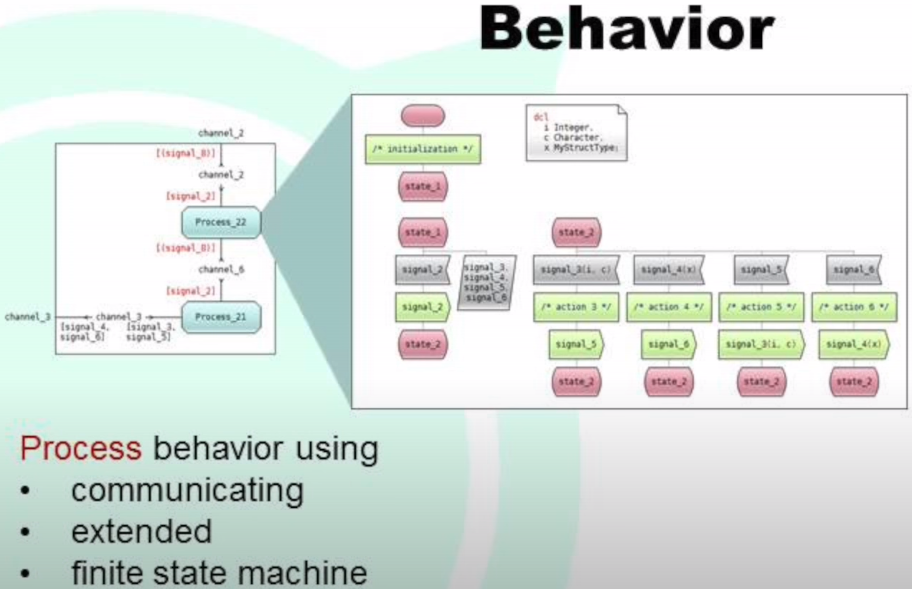 Behavior
channel_2
[(signal_8)]
channel_2
[signal_2]
Process_22
[(signal_8)]
channel_6
[signal_2]
Process_21
channel_3
channel_3
[signal_4,
signal_6]
[signal_3,
signal_5]
/* initialization */
state_1
dcl
i Integer,
c Character,
x MyStructType;
state_1
signal_2
signal_3,
signal_4,
signal_5,
signal_6
signal_2
state_2
state_2
signal_3(i, c)
signal_4(x)
signal_5
signal_6
/* action 3 */
/* action 4 */
/* action 5 */
/* action 6 */
signal_5
signal_6
signal_3(i, c)
signal_4(x)
state_2
state_2
state_2
state_2
Process behavior using
• communicating
• extended
• finite state machine